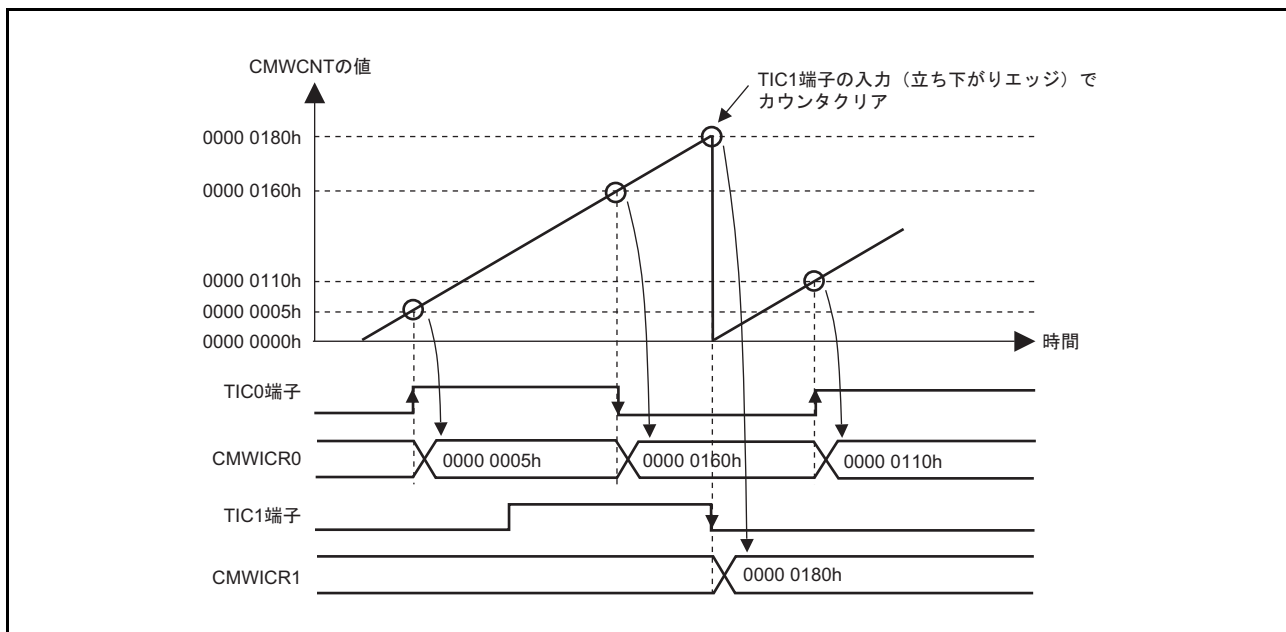 CMWCNTの値
TIC1端子の入力（立ち下がりエッジ）で
カウンタクリア
0000 0180h
0000 0160h
0000 0110h
0000 0005h
0000 0000h
時間
TIC0端子
CMWICR0
0000 0005h
0000 0160h
0000 0110h
TIC1端子
CMWICR1
0000 0180h